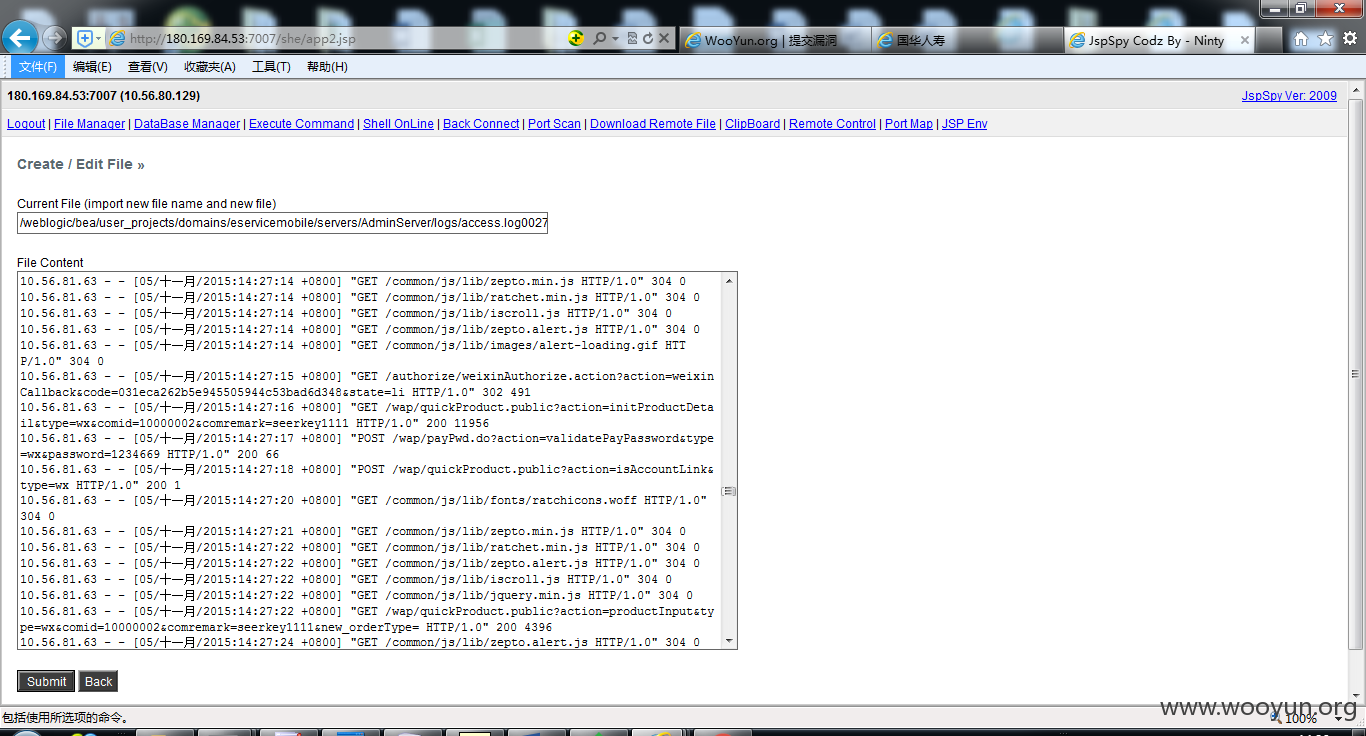 http://180.169.84.53:7007/she/app2.jsp
WooYun.org | 提交漏洞
国华人寿
JspSpy Codz By - Ninty
文件(F) 编辑(E) 查看(V) 收藏夹(A) 工具(T) 帮助(H)
180.169.84.53:7007 (10.56.80.129)
JspSpy Ver: 2009
Logout | File Manager | DataBase Manager | Execute Command | Shell OnLine | Back Connect | Port Scan | Download Remote File | ClipBoard | Remote Control | Port Map | JSP Env
Create / Edit File »
Current File (import new file name and new file)
/weblogic/bea/user_projects/domains/eservicemobile/servers/AdminServer/logs/access.log0027
File Content
10.56.81.63 - - [05/十一月/2015:14:27:14 +0800] "GET /common/js/lib/zepto.min.js HTTP/1.0" 304 0
10.56.81.63 - - [05/十一月/2015:14:27:14 +0800] "GET /common/js/lib/ratchet.min.js HTTP/1.0" 304 0
10.56.81.63 - - [05/十一月/2015:14:27:14 +0800] "GET /common/js/lib/iscroll.js HTTP/1.0" 304 0
10.56.81.63 - - [05/十一月/2015:14:27:14 +0800] "GET /common/js/lib/zepto.alert.js HTTP/1.0" 304 0
10.56.81.63 - - [05/十一月/2015:14:27:14 +0800] "GET /common/js/lib/images/alert-loading.gif HTT
P/1.0" 304 0
10.56.81.63 - - [05/十一月/2015:14:27:15 +0800] "GET /authorize/weixinAuthorize.action?action=weixin
Callback&code=031eca262b5e945505944c53bad6d348&state=li HTTP/1.0" 302 491
10.56.81.63 - - [05/十一月/2015:14:27:16 +0800] "GET /wap/quickProduct.public?action=initProductDeta
il&type=wx&comid=10000002&comremark=seerkey1111 HTTP/1.0" 200 11956
10.56.81.63 - - [05/十一月/2015:14:27:17 +0800] "POST /wap/payPwd.do?action=validatePayPassword&type
=wx&password=1234669 HTTP/1.0" 200 66
10.56.81.63 - - [05/十一月/2015:14:27:18 +0800] "POST /wap/quickProduct.public?action=isAccountLink&
type=wx HTTP/1.0" 200 1
10.56.81.63 - - [05/十一月/2015:14:27:20 +0800] "GET /common/js/lib/fonts/ratchicons.woff HTTP/1.0"
304 0
10.56.81.63 - - [05/十一月/2015:14:27:21 +0800] "GET /common/js/lib/zepto.min.js HTTP/1.0" 304 0
10.56.81.63 - - [05/十一月/2015:14:27:22 +0800] "GET /common/js/lib/ratchet.min.js HTTP/1.0" 304 0
10.56.81.63 - - [05/十一月/2015:14:27:22 +0800] "GET /common/js/lib/zepto.alert.js HTTP/1.0" 304 0
10.56.81.63 - - [05/十一月/2015:14:27:22 +0800] "GET /common/js/lib/iscroll.js HTTP/1.0" 304 0
10.56.81.63 - - [05/十一月/2015:14:27:22 +0800] "GET /common/js/lib/jquery.min.js HTTP/1.0" 304 0
10.56.81.63 - - [05/十一月/2015:14:27:22 +0800] "GET /wap/quickProduct.public?action=productInput&ty
pe=wx&comid=10000002&comremark=seerkey1111&new_orderType= HTTP/1.0" 200 4396
10.56.81.63 - - [05/十一月/2015:14:27:24 +0800] "GET /common/js/lib/zepto.alert.js HTTP/1.0" 304 0
Submit Back
www.wooyun.org
包括使用所选项的命令。
100%